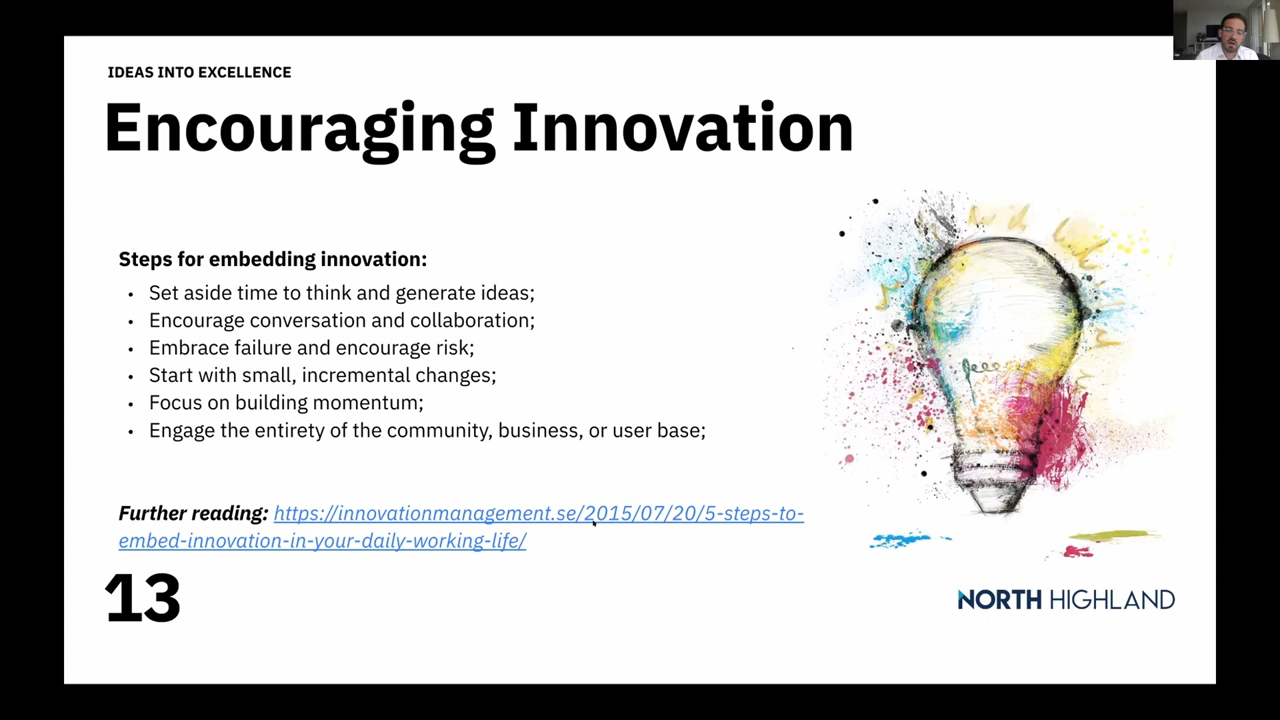 IDEAS INTO EXCELLENCE
Encouraging Innovation
Steps for embedding innovation:
• Set aside time to think and generate ideas;
• Encourage conversation and collaboration;
• Embrace failure and encourage risk;
• Start with small, incremental changes;
• Focus on building momentum;
• Engage the entirety of the community, business, or user base;
Further reading: https://innovationmanagement.se/2015/07/20/5-steps-to-
embed-innovation-in-your-daily-working-life/
13
NORTH HIGHLAND